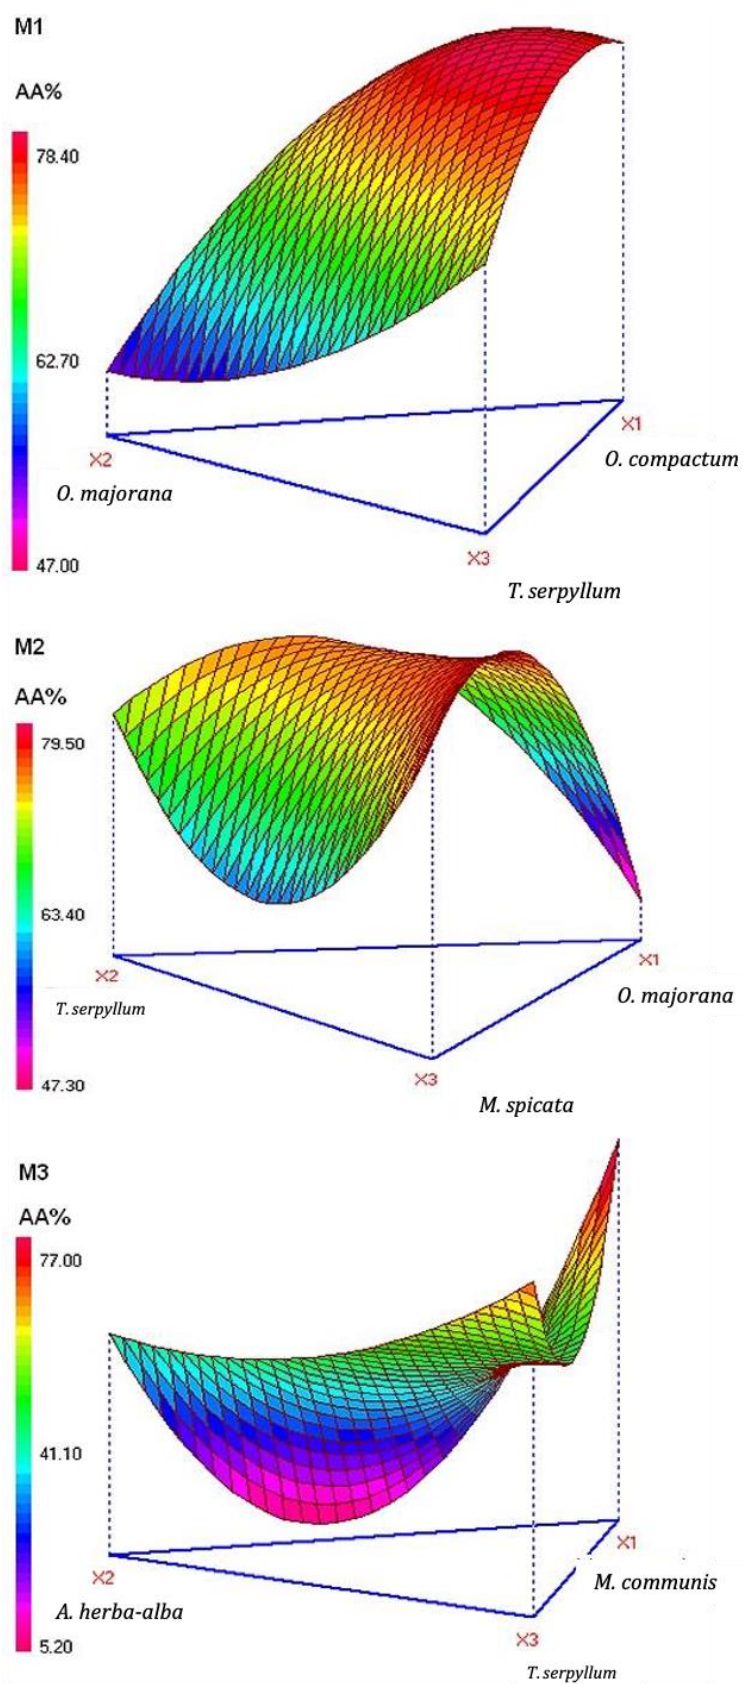 M1
AA%
78.40
62.70
47.00
X1
O. compactum
X2
O. majorana
X3
T. serpyllum
M2
AA%
79.50
63.40
47.30
X1
O. majorana
X2
T. serpyllum
X3
M. spicata
M3
AA%
77.00
41.10
5.20
X1
M. communis
X2
A. herba-alba
X3
T. serpyllum